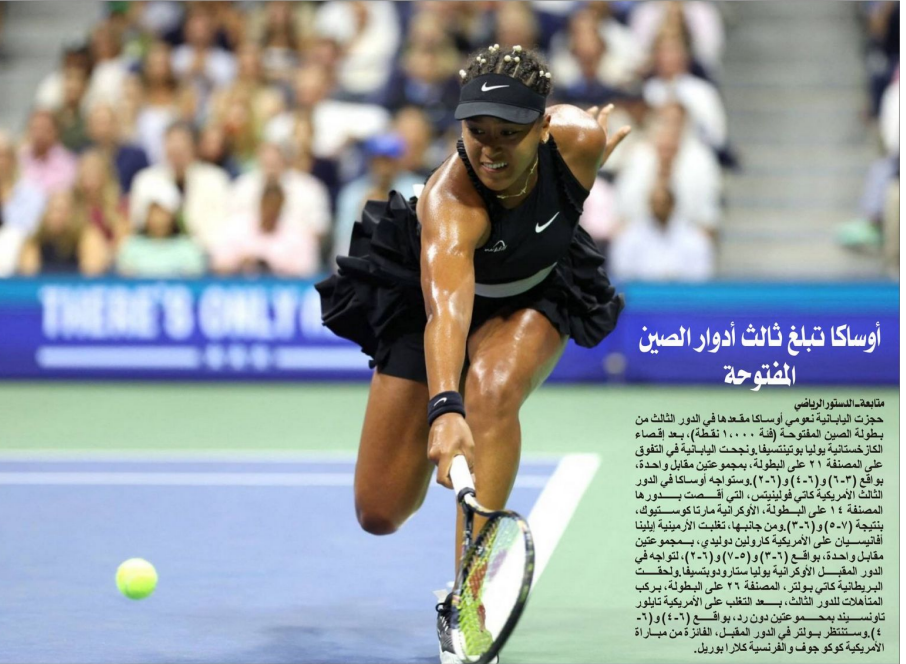 THERE'S ONLY
أوساكا تبلغ ثالث أدوار الصين
المفتوحة
متابعة-الدستور الرياضي
حجزت اليابانية نعومي أوساكا مقعدها في الدور الثالث من
بطولة الصين المفتوحة (فئة ١،٠٠٠ نقطة)، بعد إقصاء
الكازخستانية يوليا بوتينتسيفا.ونجحت اليابانية في التفوق
على المصنفة ٢١ على البطولة، بمجموعتين مقابل واحدة،
بواقع (٣-٦) و(٦-٤) و(٦-٢).وستواجه أوساكا في الدور
الثالث الأمريكية كاتي فولينيتس، التي أقصت بدورها
المصنفة ١٤ على البطولة، الأوكرانية مارتا كوستيوك،
بنتيجة (٧-٥) و(٦-٣).ومن جانبها، تغلبت الأرمينية إيلينا
أفانيسيان على الأمريكية كارولين دوليدي، بمجموعتين
مقابل واحدة، بواقع (٦-٣) و(٥-٧) و(٦-٢)، لتواجه في
الدور المقبل الأوكرانية يوليا ستارودوبتسيفا.ولحقت
البريطانية كاتي بولتر، المصنفة ٢٦ على البطولة، بركب
المتأهلات للدور الثالث، بعد التغلب على الأمريكية تايلور
تاونسيند بمجموعتين دون رد، بواقع (٦-٤) و(٦-
٤).وستنتظر بولتر في الدور المقبل، الفائزة من مباراة
الأمريكية كوكو جوف والفرنسية كلارا بوريل.